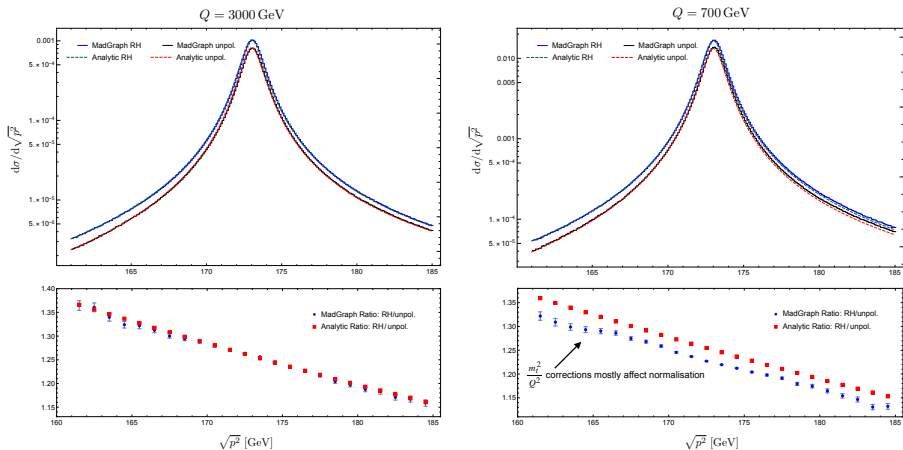 Q = 3000 GeV
MadGraph RH
MadGraph unpol.
Analytic RH
Analytic unpol.
0.001
5.×10⁻⁴
1.×10⁻⁴
5.×10⁻⁵
1.×10⁻⁵
5.×10⁻⁶
dσ/d√p²
165 170 175 180 185
1.40
1.35
1.30
1.25
1.20
1.15
MadGraph Ratio: RH/unpol.
Analytic Ratio: RH/unpol.
160 165 170 175 180 185
√p² [GeV]
Q = 700 GeV
MadGraph RH
MadGraph unpol.
Analytic RH
Analytic unpol.
0.010
0.001
5.×10⁻⁴
1.×10⁻⁴
5.×10⁻⁵
dσ/d√p²
165 170 175 180 185
1.35
1.30
1.25
1.20
1.15
MadGraph Ratio: RH/unpol.
Analytic Ratio: RH/unpol.
m_t²/Q² corrections mostly affect normalisation
160 165 170 175 180 185
√p² [GeV]